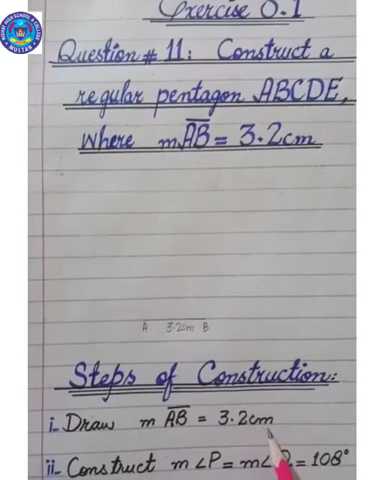 Exercise 8.1
Question # 11: Construct a
regular pentagon ABCDE,
where mAB = 3.2cm
A 3.2cm B
Steps of Construction:
i- Draw m AB = 3.2cm
ii- Construct m∠P = m∠ = 108°
MULTAN